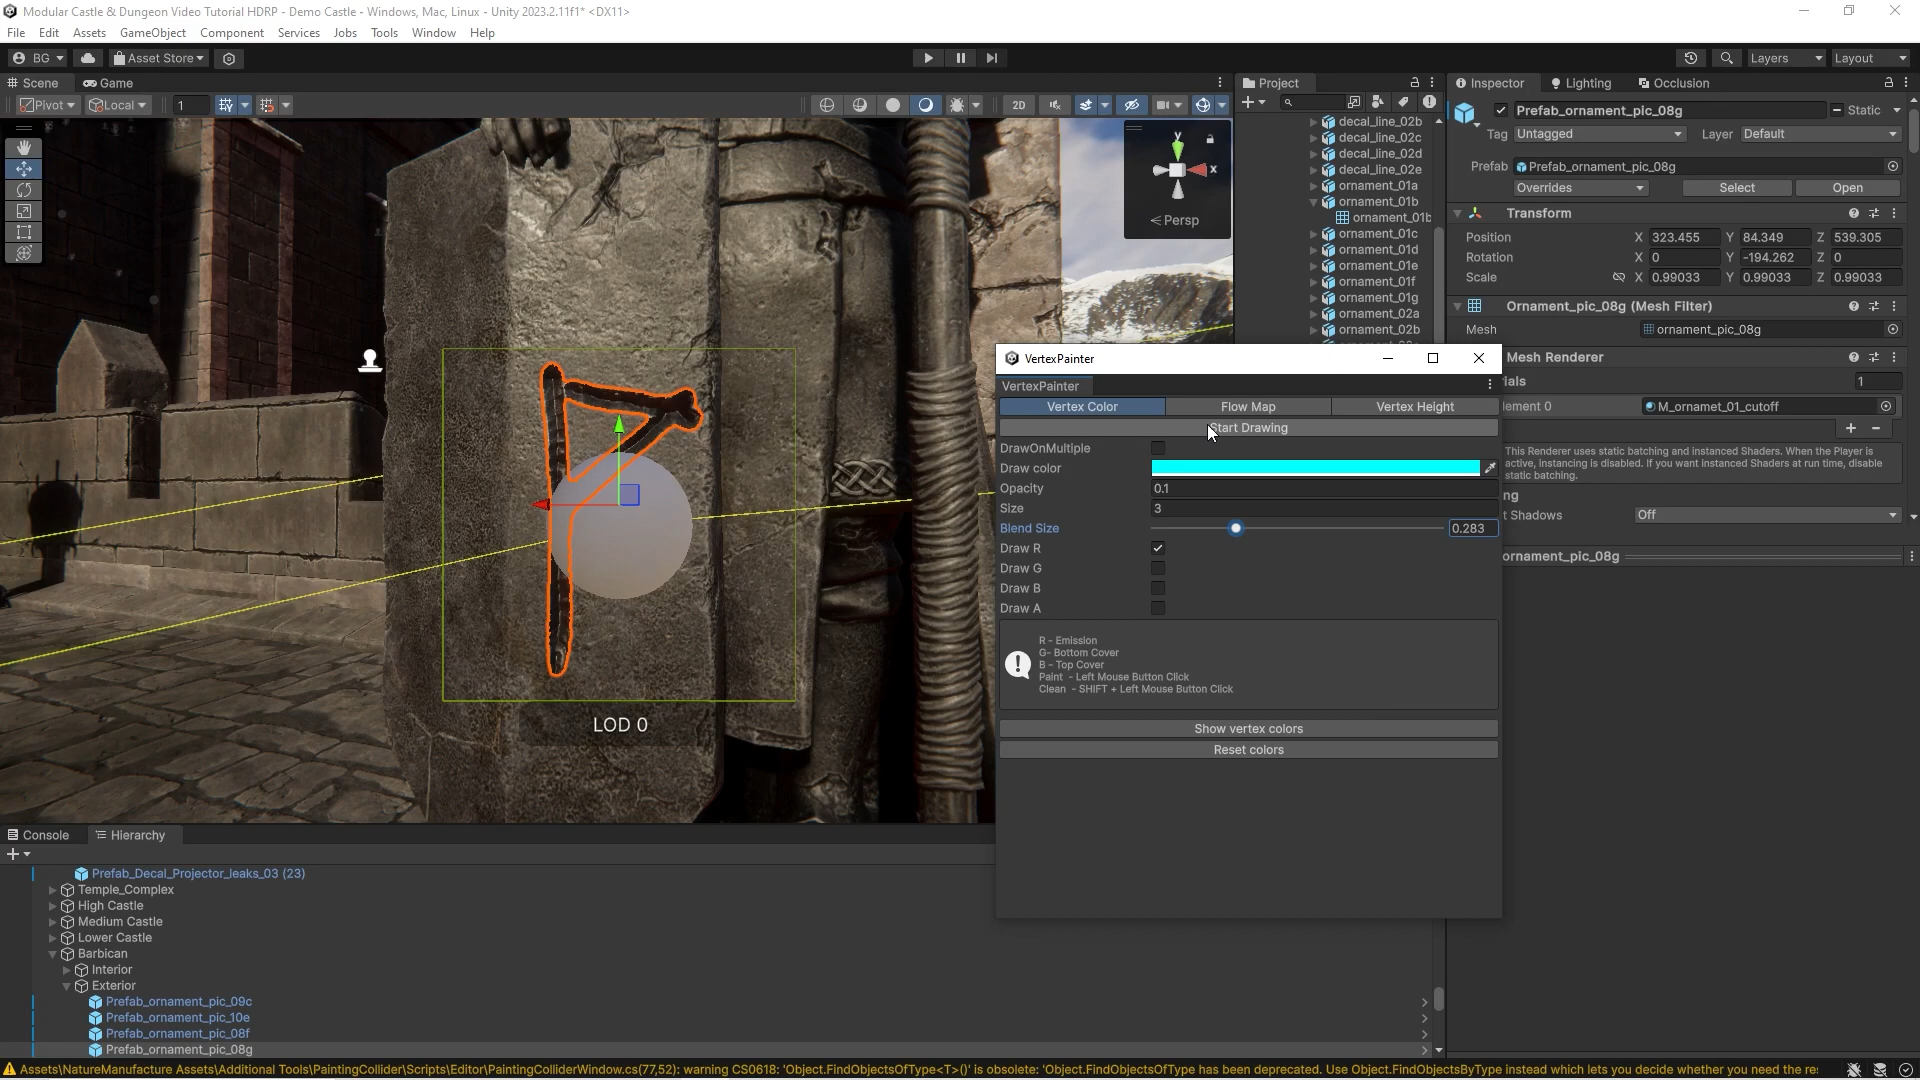 Modular Castle & Dungeon Video Tutorial HDRP - Demo Castle - Windows, Mac, Linux - Unity 2023.2.11f1* <DX11>
File Edit Assets GameObject Component Services Jobs Tools Window Help
BG Asset Store Layers Layout
Scene Game
Pivot Local 1 2D
y
x
< Persp
LOD 0
Project
decal_line_02b
decal_line_02c
decal_line_02d
decal_line_02e
ornament_01a
ornament_01b
ornament_01b
ornament_01c
ornament_01d
ornament_01e
ornament_01f
ornament_01g
ornament_02a
ornament_02b
Inspector Lighting Occlusion
Prefab_ornament_pic_08g Static
Tag Untagged Layer Default
Prefab Prefab_ornament_pic_08g
Overrides Select Open
Transform
Position X 323.455 Y 84.349 Z 539.305
Rotation X 0 Y -194.262 Z 0
Scale X 0.99033 Y 0.99033 Z 0.99033
Ornament_pic_08g (Mesh Filter)
Mesh ornament_pic_08g
Mesh Renderer
ials 1
ement 0 M_ornamet_01_cutoff
This Renderer uses static batching and instanced Shaders. When the Player is
active, instancing is disabled. If you want instanced Shaders at run time, disable
static batching.
ng
t Shadows Off
ornament_pic_08g
VertexPainter
VertexPainter
Vertex Color Flow Map Vertex Height
Start Drawing
DrawOnMultiple
Draw color
Opacity 0.1
Size 3
Blend Size 0.283
Draw R
Draw G
Draw B
Draw A
R - Emission
G- Bottom Cover
B - Top Cover
Paint - Left Mouse Button Click
Clean - SHIFT + Left Mouse Button Click
Show vertex colors
Reset colors
Console Hierarchy
Prefab_Decal_Projector_leaks_03 (23)
Temple_Complex
High Castle
Medium Castle
Lower Castle
Barbican
Interior
Exterior
Prefab_ornament_pic_09c
Prefab_ornament_pic_10e
Prefab_ornament_pic_08f
Prefab_ornament_pic_08g
Assets\NatureManufacture Assets\Additional Tools\PaintingCollider\Scripts\Editor\PaintingColliderWindow.cs(77,52): warning CS0618: 'Object.FindObjectsOfType<T>()' is obsolete: 'Object.FindObjectsOfType has been deprecated. Use Object.FindObjectsByType instead which lets you decide whether you need the re